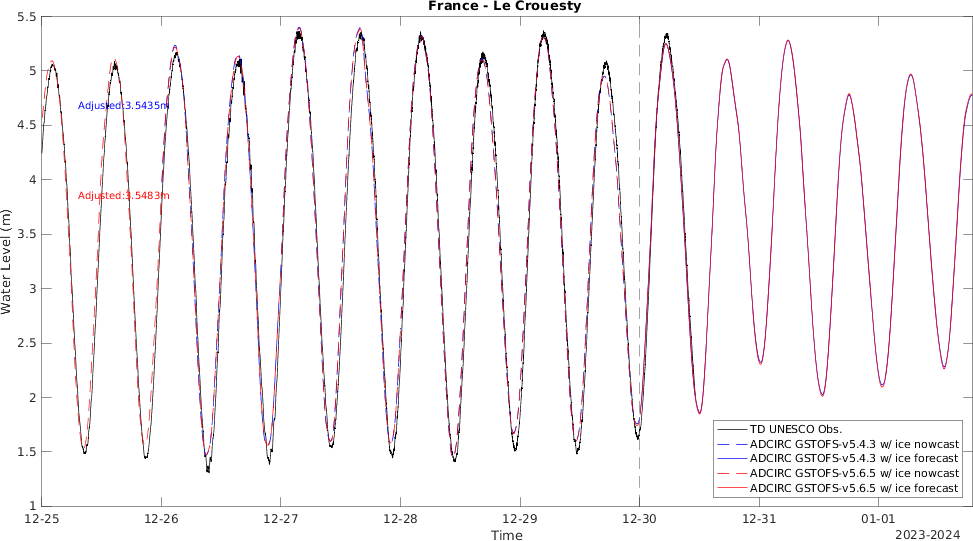 France - Le Crouesty
5.5
5
4.5
4
3.5
3
2.5
2
1.5
1
Water Level (m)
Adjusted:3.5435m
Adjusted:3.5483m
TD UNESCO Obs.
ADCIRC GSTOFS-v5.4.3 w/ ice nowcast
ADCIRC GSTOFS-v5.4.3 w/ ice forecast
ADCIRC GSTOFS-v5.6.5 w/ ice nowcast
ADCIRC GSTOFS-v5.6.5 w/ ice forecast
12-25 12-26 12-27 12-28 12-29 12-30 12-31 01-01
Time
2023-2024